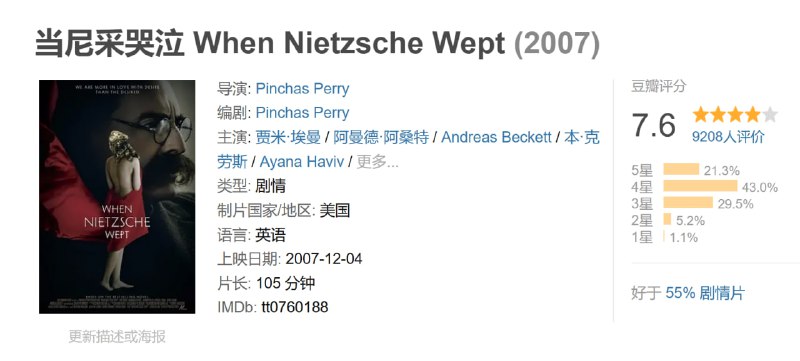 当尼采哭泣 When Nietzsche Wept (2007)
WE ARE MORE IN LOVE WITH DESIRE
THAN THE DESIRED
WHEN
NIETZSCHE
WEPT
更新描述或海报
导演: Pinchas Perry
编剧: Pinchas Perry
主演: 贾米·埃曼 / 阿曼德·阿桑特 / Andreas Beckett / 本·克
劳斯 / Ayana Haviv / 更多...
类型: 剧情
制片国家/地区: 美国
语言: 英语
上映日期: 2007-12-04
片长: 105 分钟
IMDb: tt0760188
豆瓣评分
7.6
9208人评价
5星 21.3%
4星 43.0%
3星 29.5%
2星 5.2%
1星 1.1%
好于 55% 剧情片